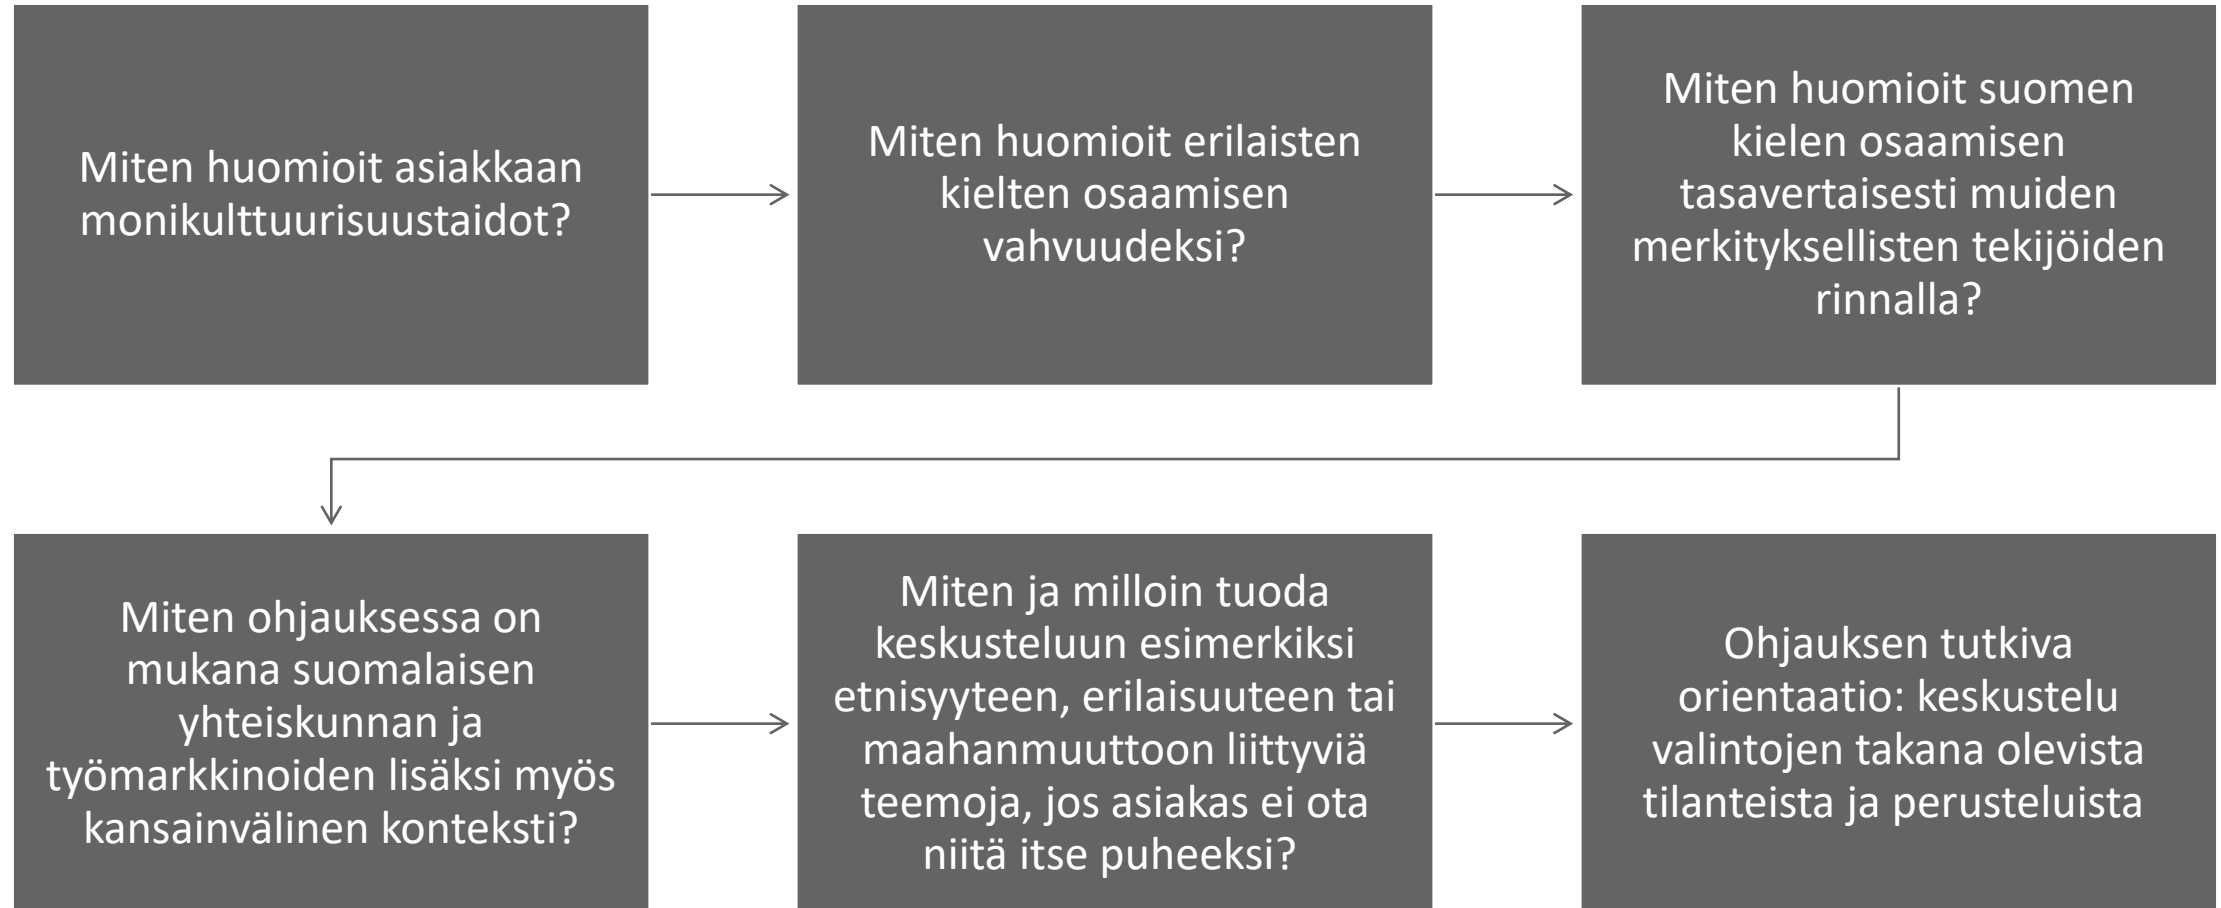 Miten huomioit asiakkaan
monikulttuurisuustaidot?
Miten huomioit erilaisten
kielten osaamisen
vahvuudeksi?
Miten huomioit suomen
kielen osaamisen
tasavertaisesti muiden
merkityksellisten tekijöiden
rinnalla?
Miten ohjauksessa on
mukana suomalaisen
yhteiskunnan ja
työmarkkinoiden lisäksi myös
kansainvälinen konteksti?
Miten ja milloin tuoda
keskusteluun esimerkiksi
etnisyyteen, erilaisuuteen tai
maahanmuuttoon liittyviä
teemoja, jos asiakas ei ota
niitä itse puheeksi?
Ohjauksen tutkiva
orientaatio: keskustelu
valintojen takana olevista
tilanteista ja perusteluista